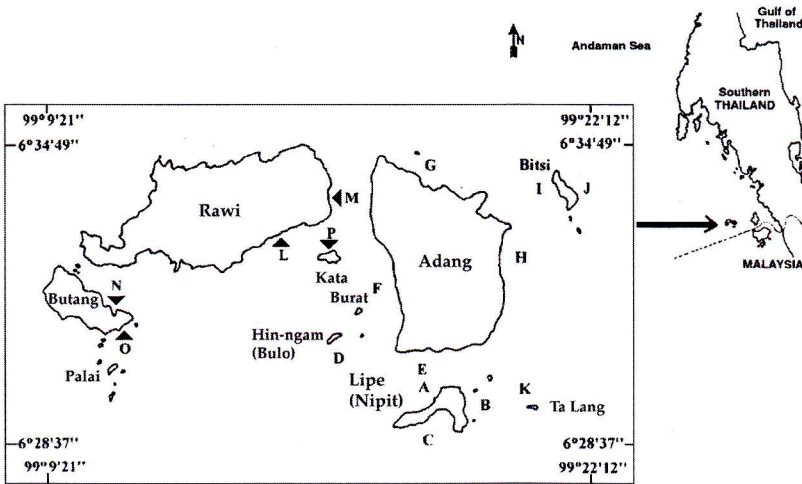 Gulf of
Thailand
N
Andaman Sea
Southern
THAILAND
99°9'21"
99°22'12"
6°34'49"
6°34'49"
G
Bitsi
I
J
M
Rawi
P
L
Adang
H
Kata
N
F
Butang
Burat
MALAYSIA
Hin-ngam
(Bulo)
D
O
E
Palai
Lipe
(Nipit)
A
B
K
Ta Lang
C
6°28'37"
6°28'37"
99°9'21"
99°22'12"